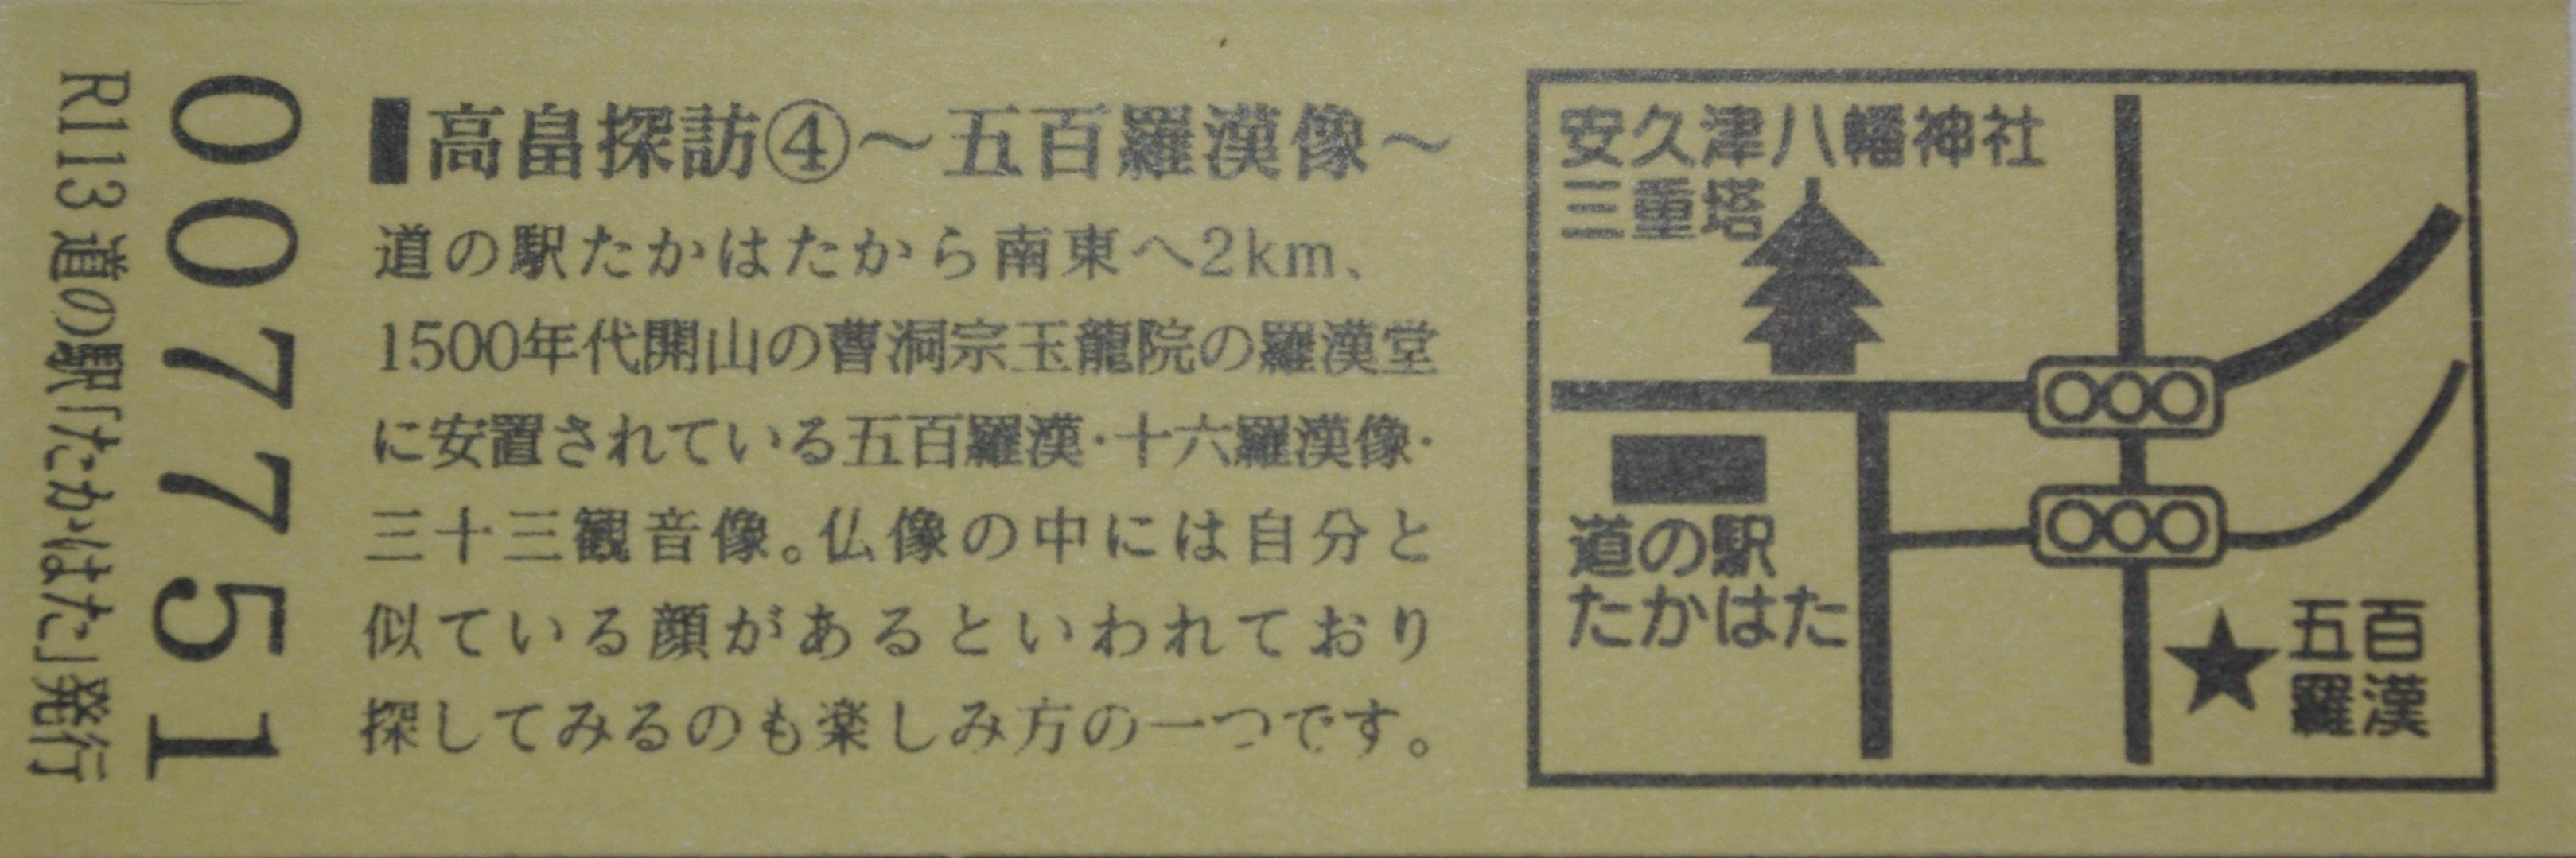 R113 道の駅「たかはた」発行
007751
■高畠探訪④～五百羅漢像～
道の駅たかはたから南東へ2km、
1500年代開山の曹洞宗玉龍院の羅漢堂
に安置されている五百羅漢·十六羅漢像·
三十三観音像。仏像の中には自分と
似ている顔があるといわれており
探してみるのも楽しみ方の一つです。
安久津八幡神社
三重塔
道の駅
たかはた
五百
羅漢